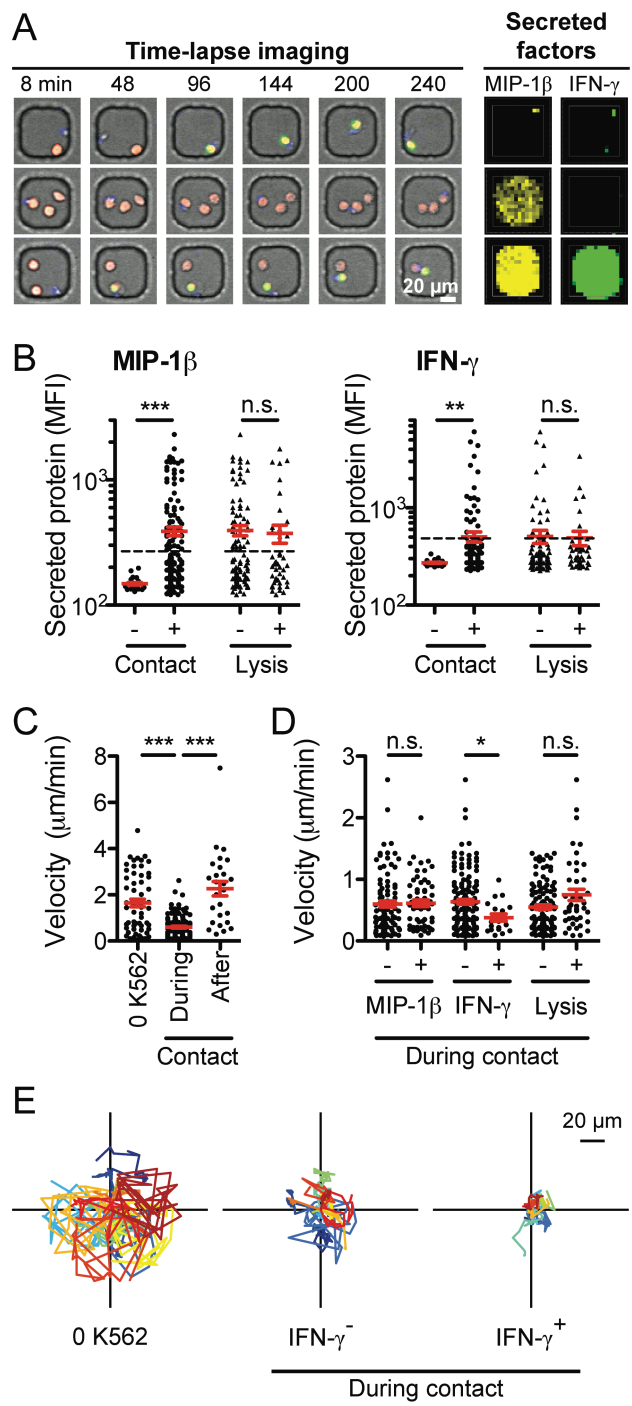 A
Time-lapse imaging
Secreted
factors
8 min 48 96 144 200 240
MIP-1β IFN-γ
20 µm
B
MIP-1β
IFN-γ
Secreted protein (MFI)
10³
10²
*** n.s.
- + - +
Contact Lysis
Secreted protein (MFI)
10³
10²
** n.s.
- + - +
Contact Lysis
C
Velocity (µm/min)
8
6
4
2
0
*** ***
0 K562
During
After
Contact
D
Velocity (µm/min)
3
2
1
0
n.s. * n.s.
- + - + - +
MIP-1β IFN-γ Lysis
During contact
E
20 µm
0 K562
IFN-γ⁻
IFN-γ⁺
During contact